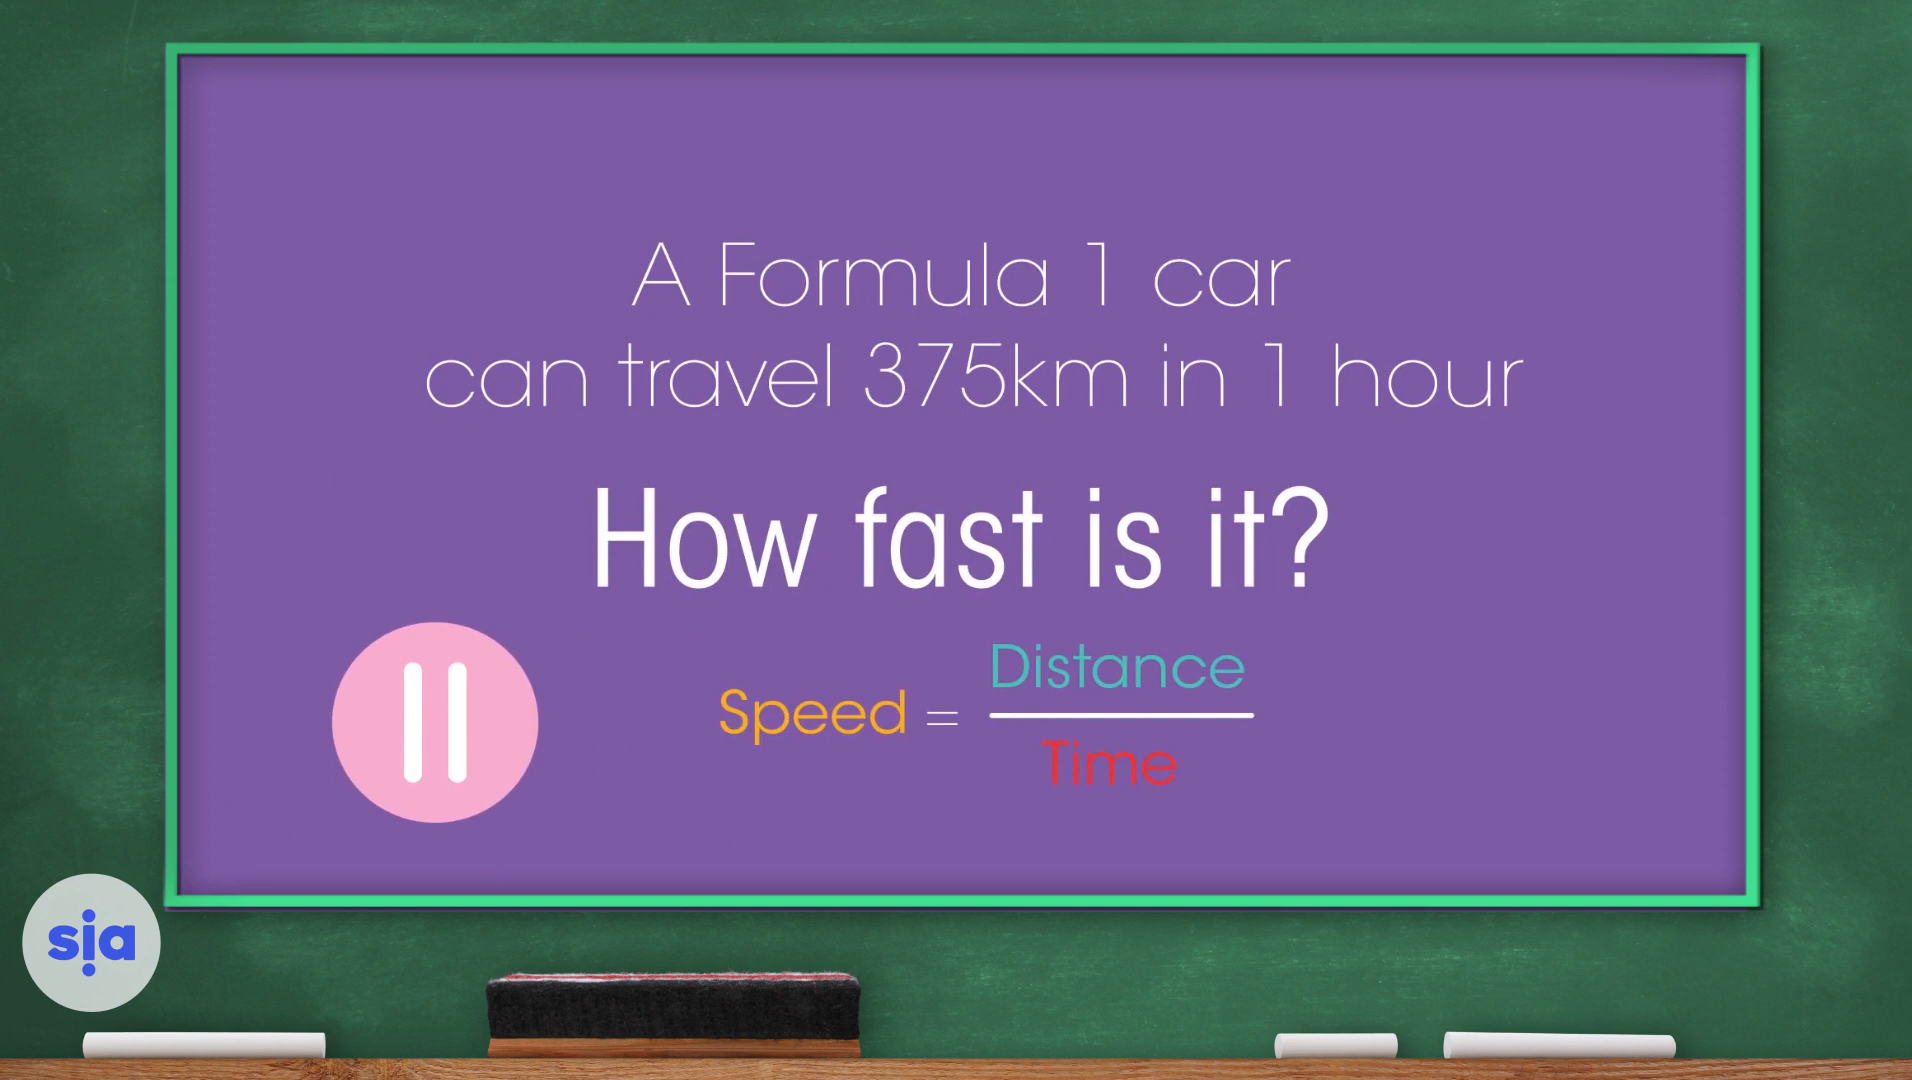 A Formula 1 car
can travel 375km in 1 hour
How fast is it?
Speed = Distance
Time
sia